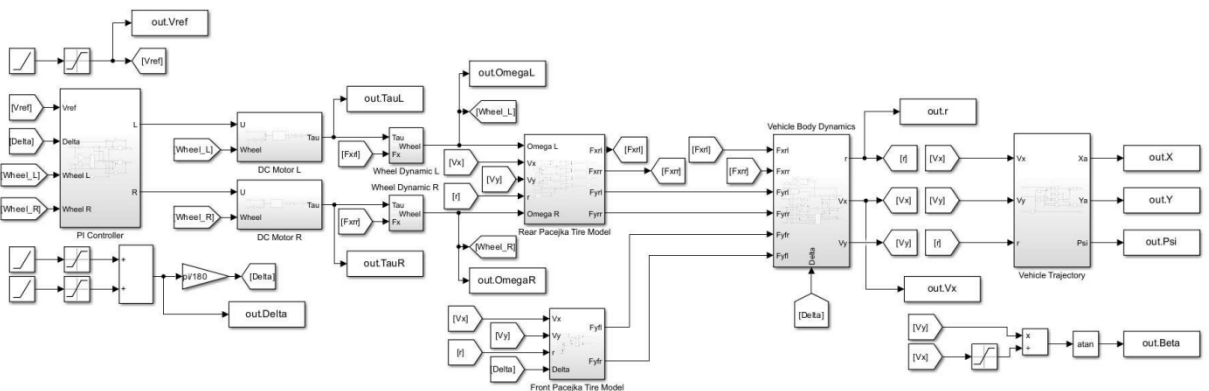 out.Vref
[Vref]
[Vref]
Vref
[Delta]
Delta
[Wheel_L]
Wheel L
[Wheel_R]
Wheel R
L
R
PI Controller
pi/180
[Delta]
out.Delta
+
+
U
Wheel
Tau
[Wheel_L]
DC Motor L
U
Wheel
Tau
[Wheel_R]
DC Motor R
out.TauL
out.TauR
Tau
Fx
Wheel
[Fxrl]
Wheel Dynamic L
Wheel Dynamic R
Tau
Fx
Wheel
[Fxrr]
out.OmegaL
[Wheel_L]
[Wheel_R]
out.OmegaR
[Vx]
[Vy]
[r]
Omega L
Vx
Vy
r
Omega R
Fxrl
Fxrr
Fyrl
Fyrr
Rear Pacejka Tire Model
[Fxrl]
[Fxrr]
[Vx]
[Vy]
[r]
[Delta]
Vx
Vy
r
Delta
Fyfl
Fyfr
Front Pacejka Tire Model
Vehicle Body Dynamics
[Fxrl]
[Fxrr]
Fxrl
Fxrr
Fyrl
Fyrr
Fyfr
Fyfl
Delta
r
Vx
Vy
[Delta]
out.r
[r]
[Vx]
[Vy]
out.Vx
[Vx]
[Vy]
[r]
Vx
Vy
r
Xa
Ya
Psi
Vehicle Trajectory
out.X
out.Y
out.Psi
[Vy]
[Vx]
x
÷
atan
out.Beta